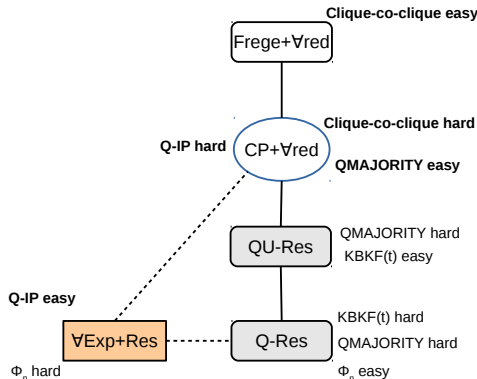 Clique-co-clique easy
Frege+∀red
Clique-co-clique hard
Q-IP hard
CP+∀red
QMAJORITY easy
QMAJORITY hard
QU-Res
KBKF(t) easy
Q-IP easy
KBKF(t) hard
∀Exp+Res
Q-Res
QMAJORITY hard
Φₙ hard
Φₙ easy